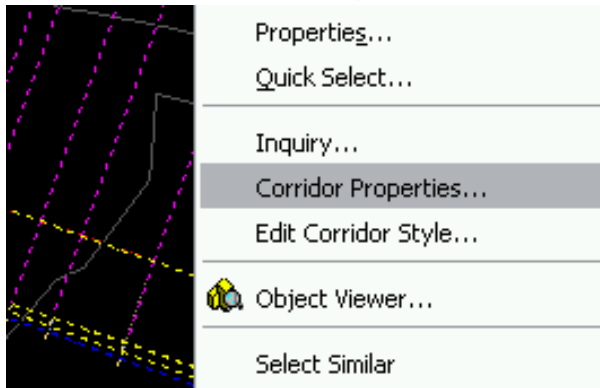 Properties...
Quick Select...
Inquiry...
Corridor Properties...
Edit Corridor Style...
Object Viewer...
Select Similar